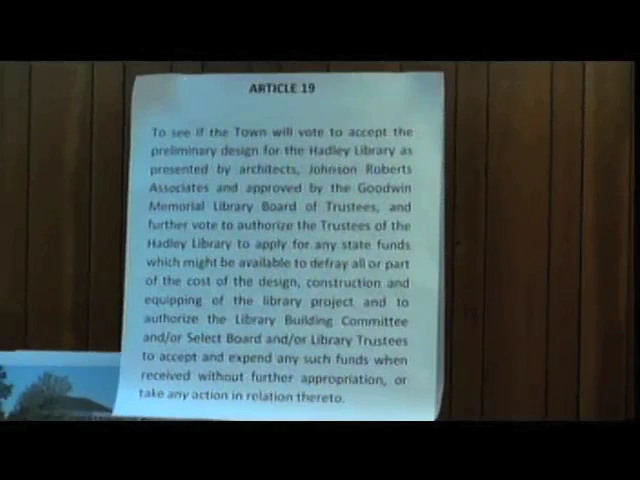 ARTICLE 19
To see if the Town will vote to accept the
preliminary design for the Hadley Library as
presented by architects, Johnson Roberts
Associates and approved by the Goodwin
Memorial Library Board of Trustees, and
further vote to authorize the Trustees of the
Hadley Library to apply for any state funds
which might be available to defray all or part
of the cost of the design, construction and
equipping of the library project and to
authorize the Library Building Committee
and/or Select Board and/or Library Trustees
to accept and expend any such funds when
received without further appropriation, or
take any action in relation thereto.